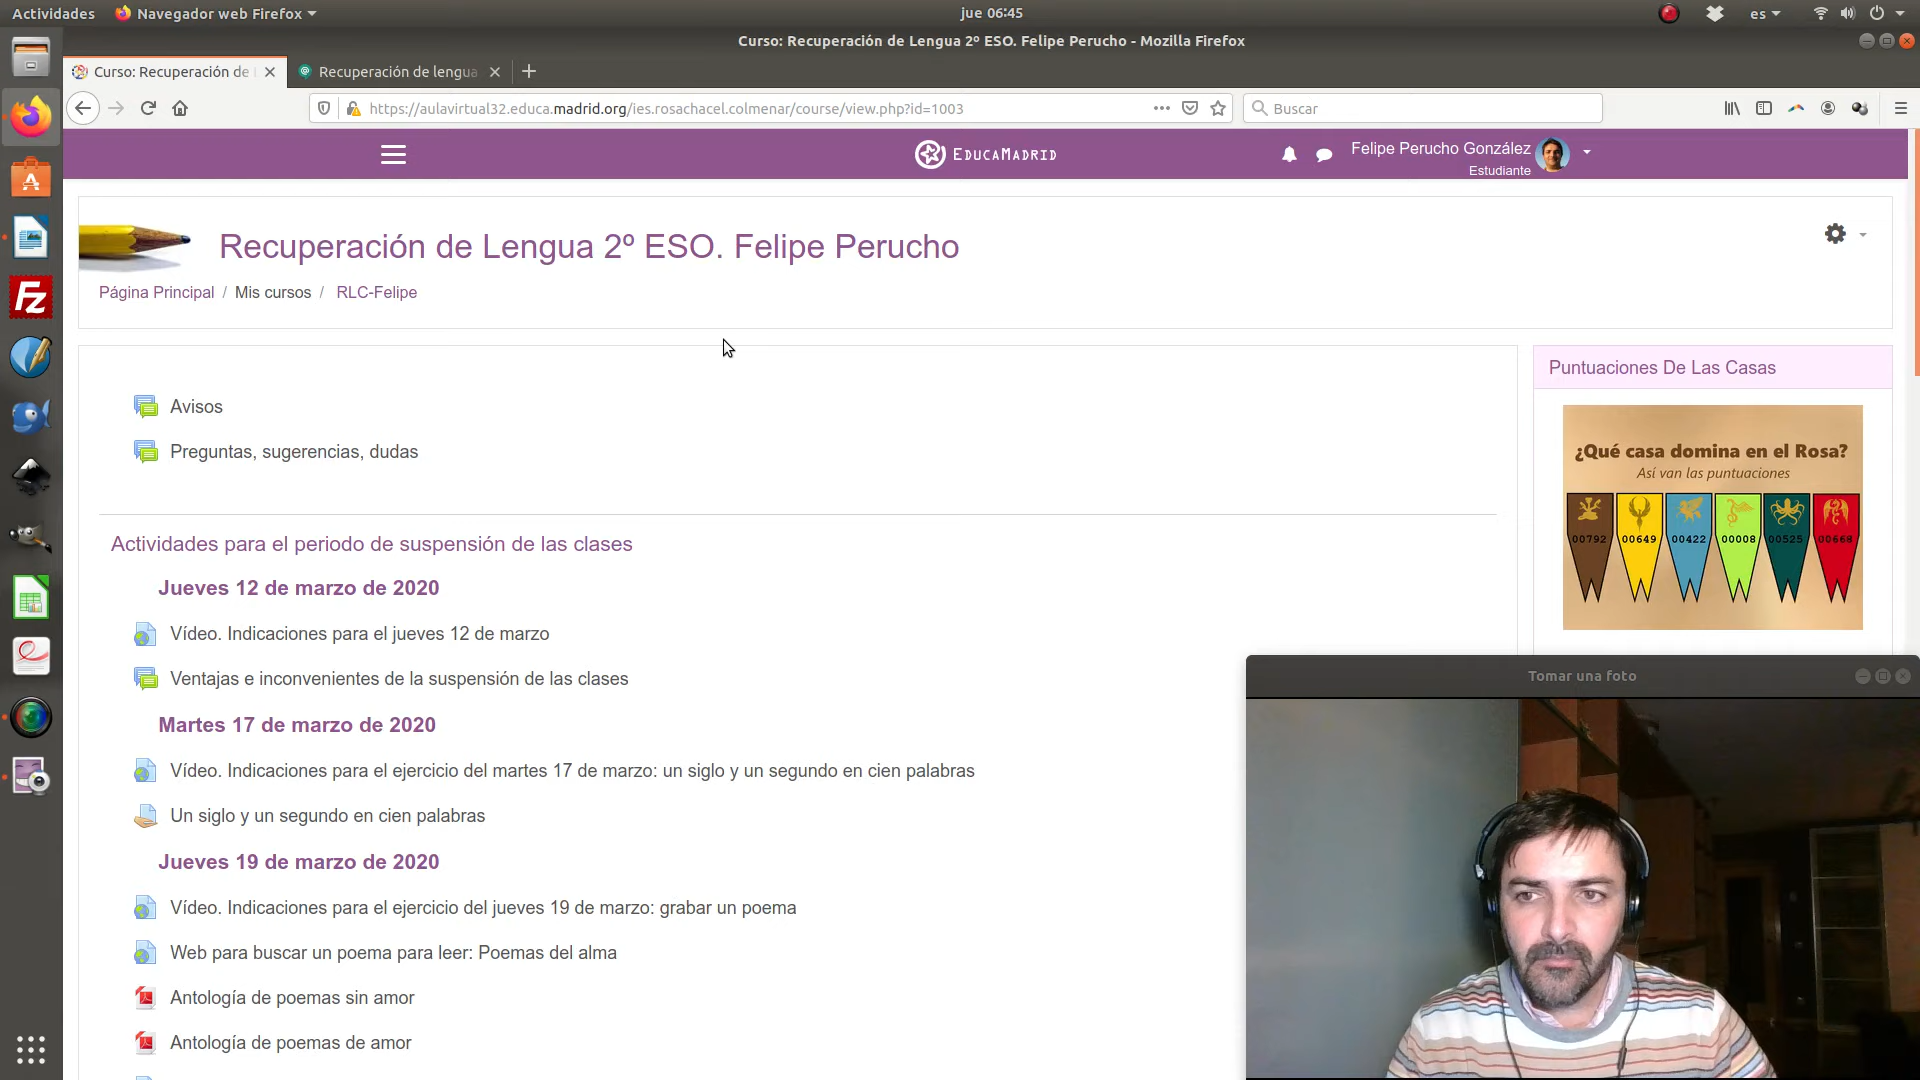 Actividades
Navegador web Firefox
jue 06:45
es
Curso: Recuperación de Lengua 2º ESO. Felipe Perucho - Mozilla Firefox
Curso: Recuperación de
Recuperación de lengua
https://aulavirtual32.educa.madrid.org/ies.rosachacel.colmenar/course/view.php?id=1003
Buscar
EDUCAMADRID
Felipe Perucho González
Estudiante
Recuperación de Lengua 2º ESO. Felipe Perucho
Página Principal / Mis cursos / RLC-Felipe
Avisos
Preguntas, sugerencias, dudas
Actividades para el periodo de suspensión de las clases
Jueves 12 de marzo de 2020
Vídeo. Indicaciones para el jueves 12 de marzo
Ventajas e inconvenientes de la suspensión de las clases
Martes 17 de marzo de 2020
Vídeo. Indicaciones para el ejercicio del martes 17 de marzo: un siglo y un segundo en cien palabras
Un siglo y un segundo en cien palabras
Jueves 19 de marzo de 2020
Vídeo. Indicaciones para el ejercicio del jueves 19 de marzo: grabar un poema
Web para buscar un poema para leer: Poemas del alma
Antología de poemas sin amor
Antología de poemas de amor
Puntuaciones De Las Casas
¿Qué casa domina en el Rosa?
Así van las puntuaciones
00792 00649 00422 00008 00525 00668
Tomar una foto